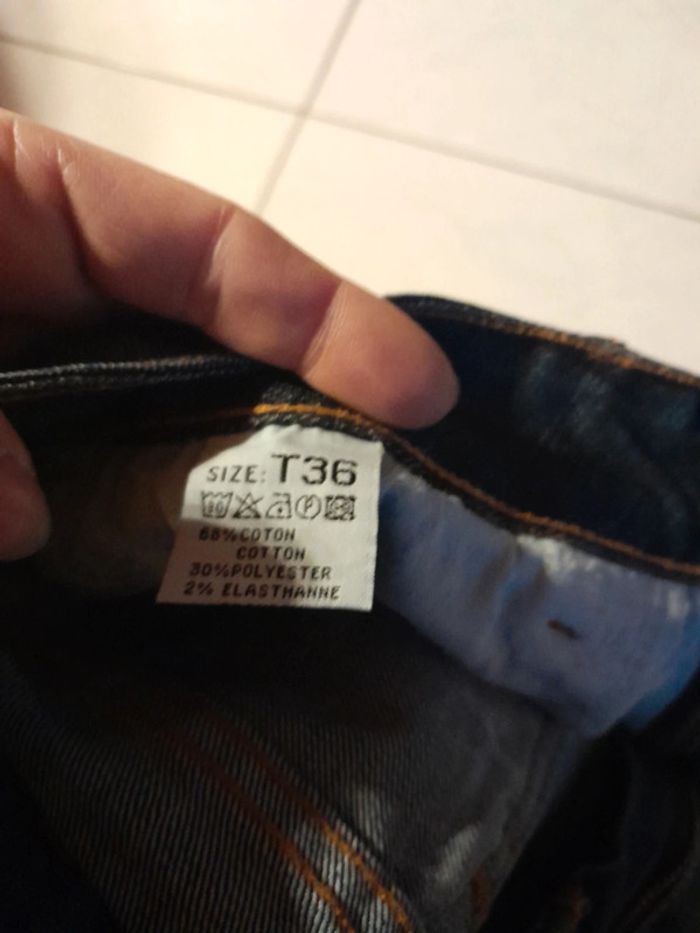 SIZE: T36
68%COTON
COTTON
30%POLYESTER
2% ELASTHANNE